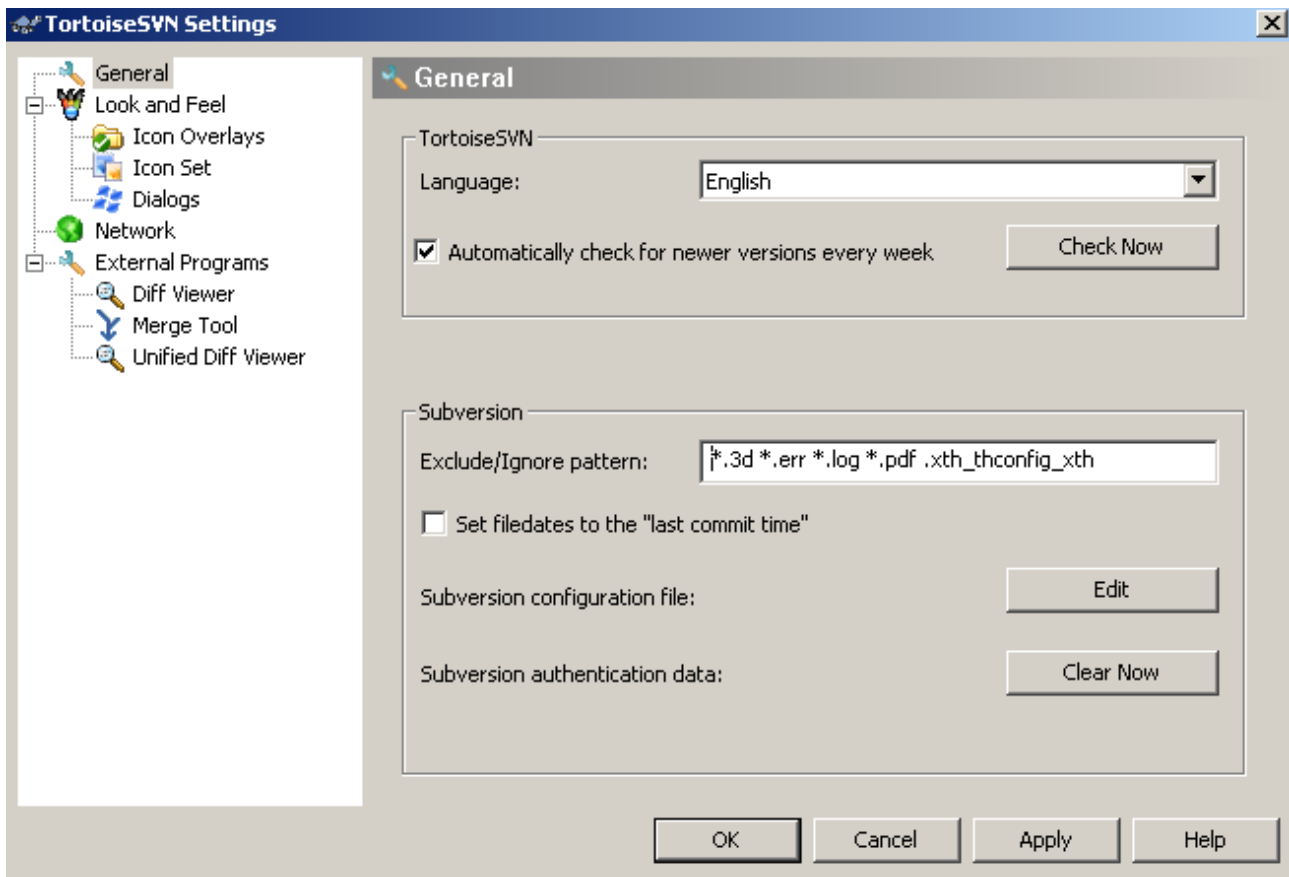 TortoiseSVN Settings
General
Look and Feel
Icon Overlays
Icon Set
Dialogs
Network
External Programs
Diff Viewer
Merge Tool
Unified Diff Viewer
General
TortoiseSVN
Language: English
Automatically check for newer versions every week Check Now
Subversion
Exclude/Ignore pattern: *.3d *.err *.log *.pdf .xth_thconfig_xth
Set filedates to the "last commit time"
Subversion configuration file: Edit
Subversion authentication data: Clear Now
OK Cancel Apply Help